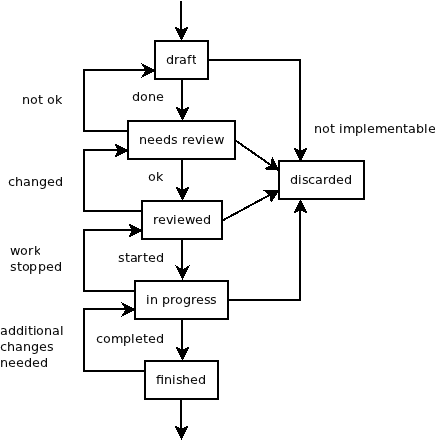 draft
not ok
done
not implementable
needs review
ok
discarded
changed
reviewed
work
stopped
started
in progress
additional
changes
needed
completed
finished